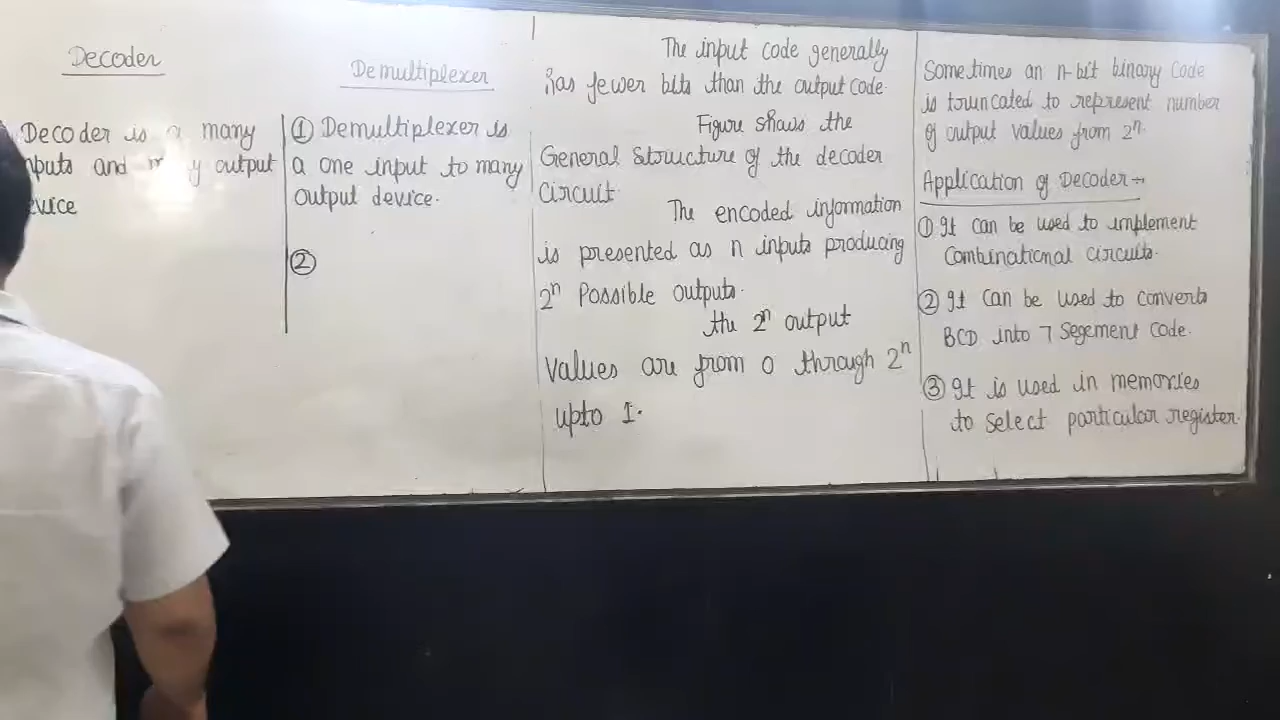 Decoder
Decoder is a many
and output
Demultiplexer
① Demultiplexer is
a one input to many
output device.
②
The input code generally
has fewer bits than the output code.
Figure shows the
General Structure of the decoder
Circuit.
The encoded information
is presented as n inputs producing
2ⁿ Possible outputs.
the 2ⁿ output
Values are from 0 through 2ⁿ
upto 1.
Sometimes an n-bit binary Code
is truncated to represent number
of output values from 2ⁿ.
Application of Decoder→
① It can be used to implement
Combinational circuits.
② It can be used to converts
BCD into 7 Segement Code.
③ It is used in memories
to select particular register.